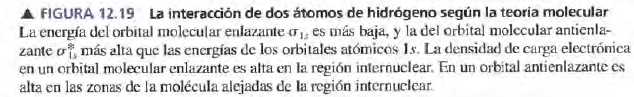 ▲ FIGURA 12.19 La interacción de dos átomos de hidrógeno según la teoría molecular
La energía del orbital molecular enlazante σ₁ₛ es más baja, y la del orbital molecular antienla-
zante σ*₁ₛ más alta que las energías de los orbitales atómicos 1s. La densidad de carga electrónica
en un orbital molecular enlazante es alta en la región internuclear. En un orbital antienlazante es
alta en las zonas de la molécula alejadas de la región internuclear.